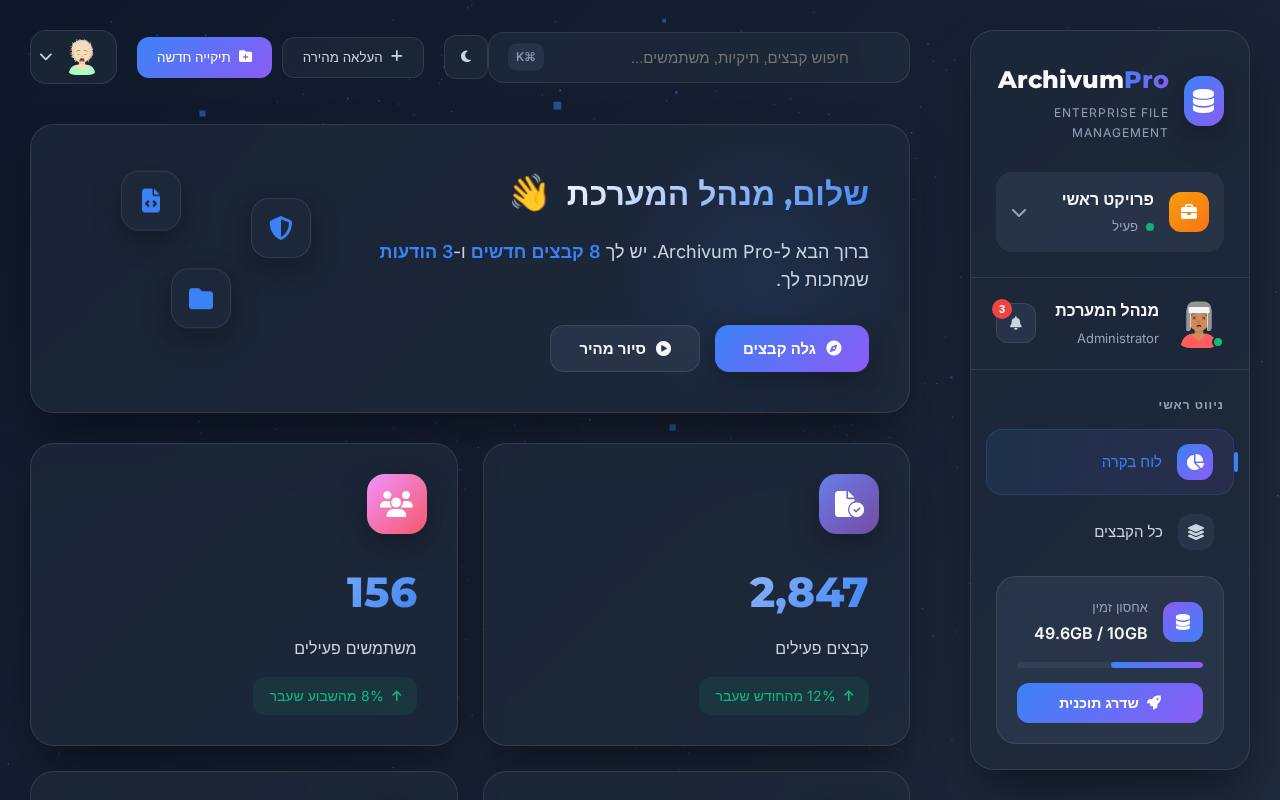 ArchivumPro
ENTERPRISE FILE
MANAGEMENT
פרויקט ראשי
פעיל
מנהל המערכת
Administrator
3
ניווט ראשי
לוח בקרה
כל הקבצים
אחסון זמין
49.6GB / 10GB
שדרג תוכנית
חיפוש קבצים, תיקיות, משתמשים...
K⌘
העלאה מהירה
תיקייה חדשה
שלום, מנהל המערכת 👋
ברוך הבא ל-Archivum Pro. יש לך 8 קבצים חדשים ו-3 הודעות
שמחכות לך.
גלה קבצים
סיור מהיר
2,847
קבצים פעילים
12% מהחודש שעבר
156
משתמשים פעילים
8% מהשבוע שעבר